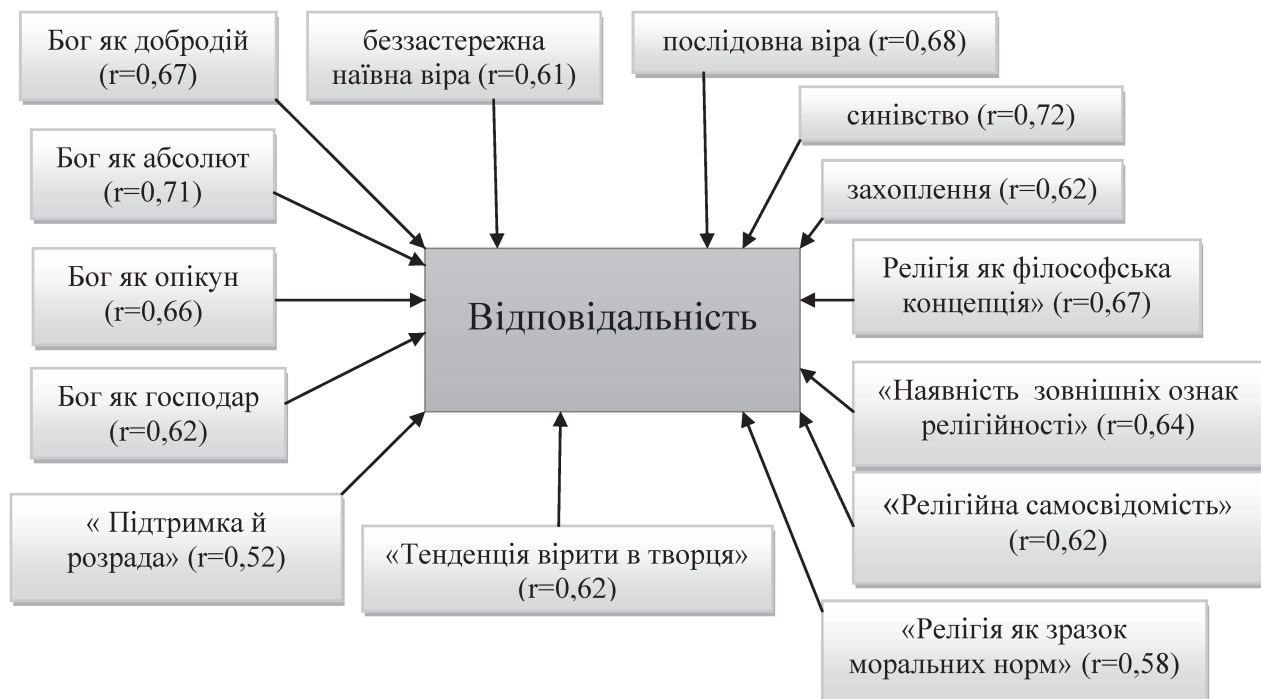 Бог як добродій
(r=0,67)
беззастережна
наївна віра (r=0,61)
послідовна віра (r=0,68)
синівство (r=0,72)
Бог як абсолют
(r=0,71)
захоплення (r=0,62)
Бог як опікун
(r=0,66)
Відповідальність
Релігія як філософська
концепція» (r=0,67)
Бог як господар
(r=0,62)
«Наявність  зовнішніх ознак
релігійності» (r=0,64)
« Підтримка й
розрада» (r=0,52)
«Тенденція вірити в творця»
(r=0,62)
«Релігійна самосвідомість»
(r=0,62)
«Релігія як зразок
моральних норм» (r=0,58)